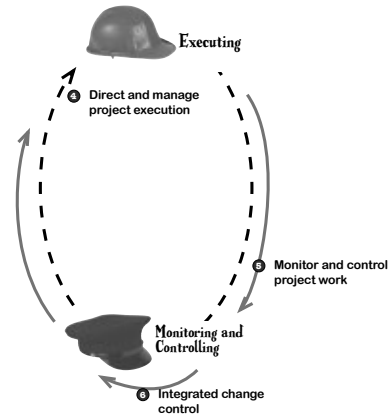 Executing
4 Direct and manage
project execution
5 Monitor and control
project work
Monitoring and
Controlling
6 Integrated change
control